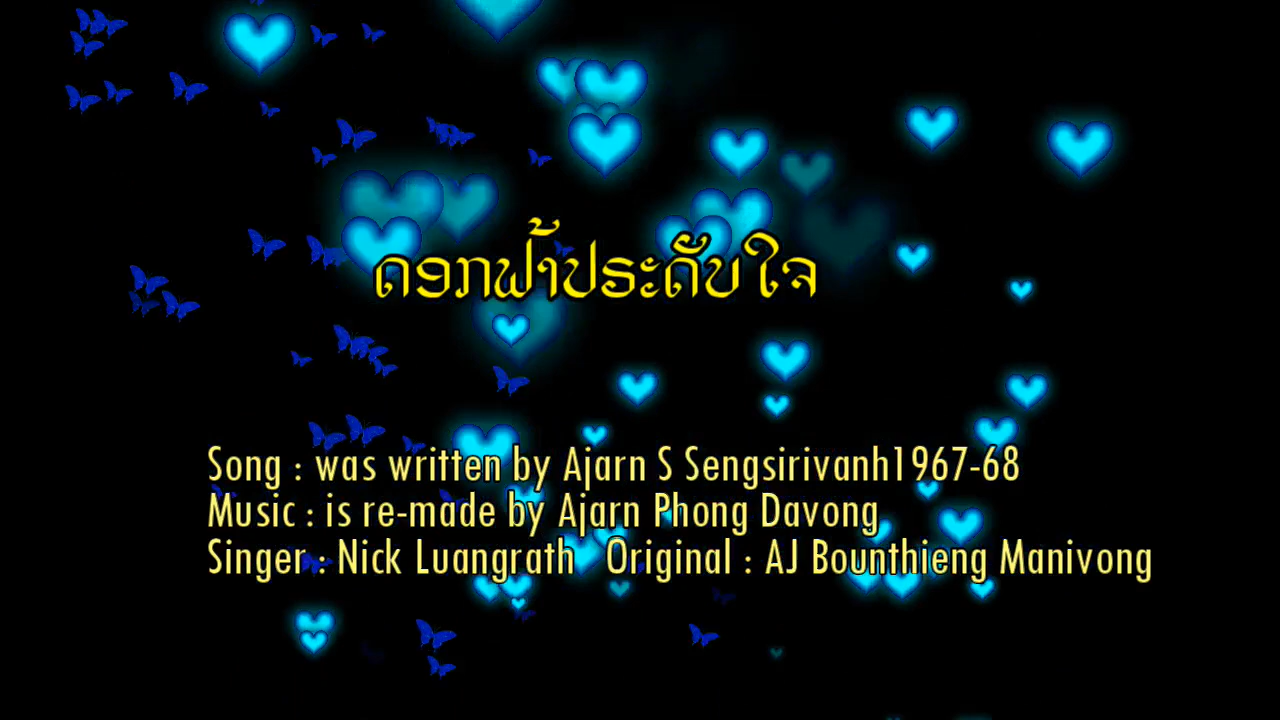 ດອກຟ້າປະດັບໃຈ
Song : was written by Ajarn S Sengsirivanh1967-68
Music : is re-made by Ajarn Phong Davong
Singer : Nick Luangrath Original : AJ Bounthieng Manivong